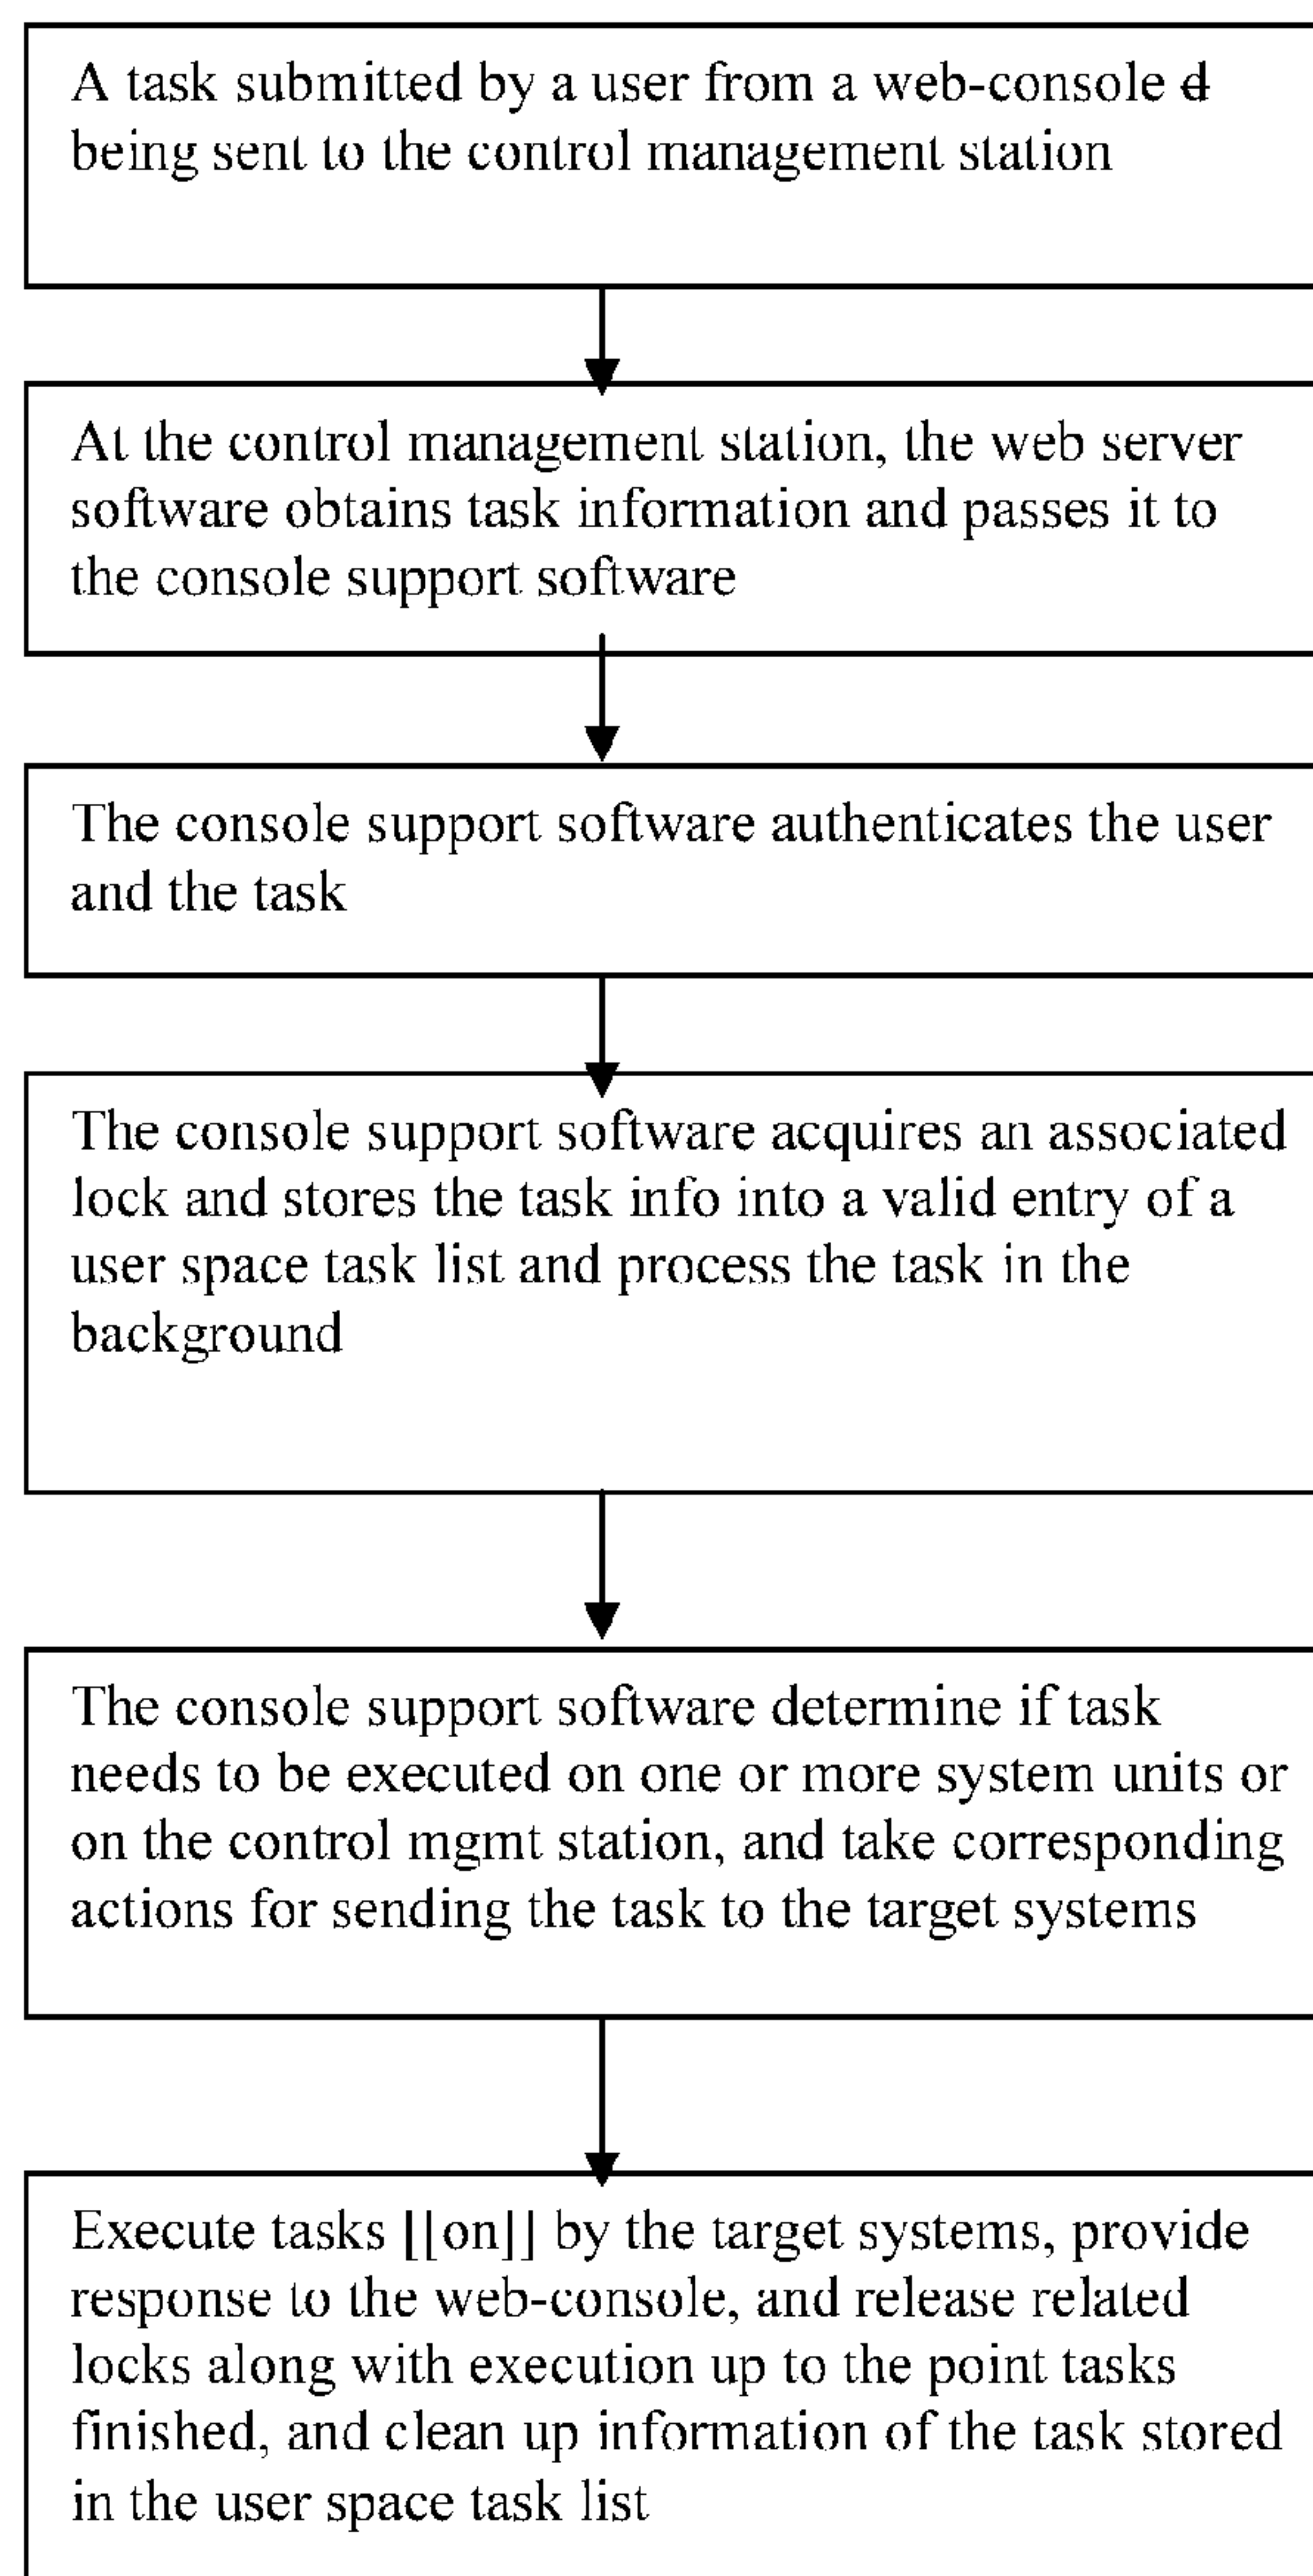 A task submitted by a user from a web-console d
being sent to the control management station
At the control management station, the web server
software obtains task information and passes it to
the console support software
The console support software authenticates the user
and the task
The console support software acquires an associated
lock and stores the task info into a valid entry of a
user space task list and process the task in the
background
The console support software determine if task
needs to be executed on one or more system units or
on the control mgmt station, and take corresponding
actions for sending the task to the target systems
Execute tasks [[on]] by the target systems, provide
response to the web-console, and release related
locks along with execution up to the point tasks
finished, and clean up information of the task stored
in the user space task list